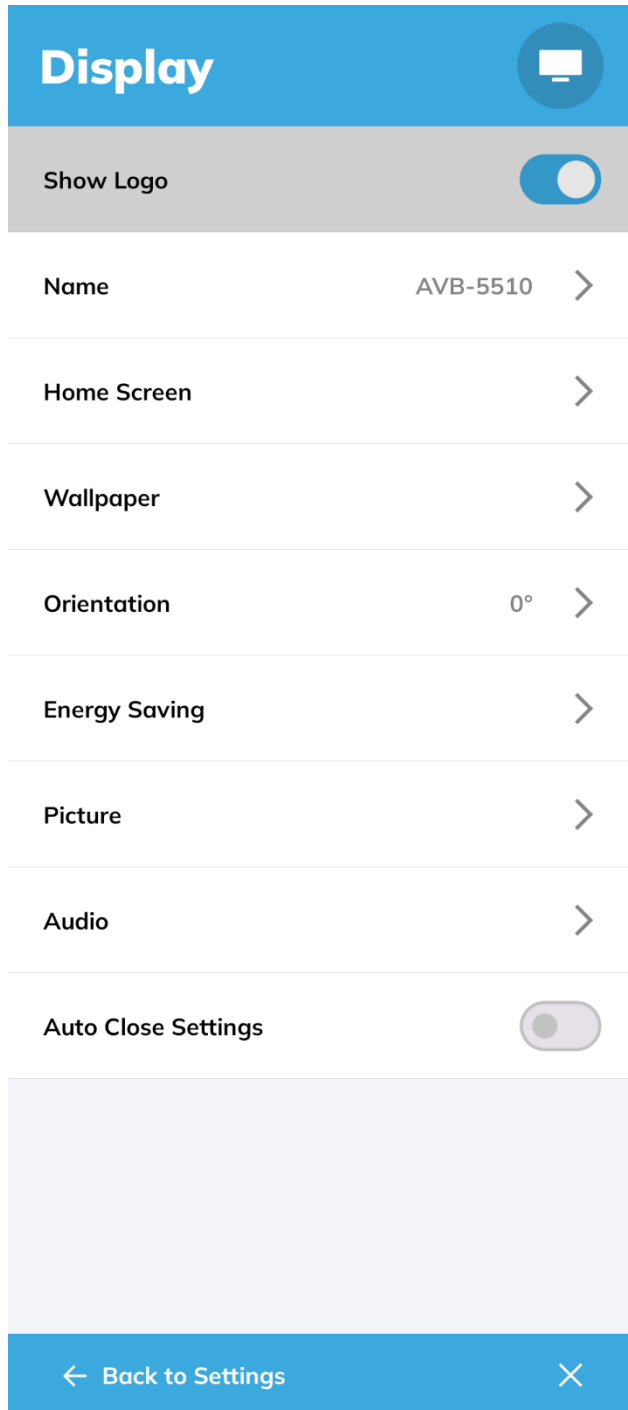 Display
Show Logo
Name AVB-5510
Home Screen
Wallpaper
Orientation 0°
Energy Saving
Picture
Audio
Auto Close Settings
Back to Settings